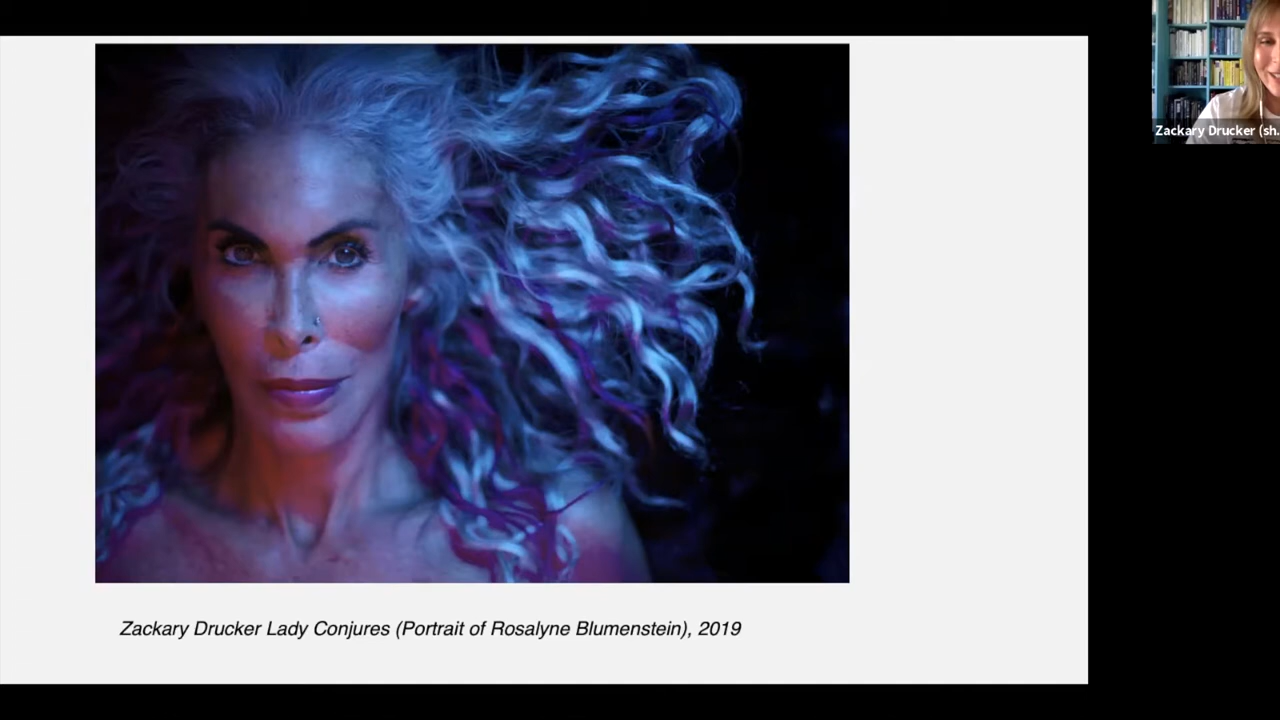 Zackary Drucker (sh.
Zackary Drucker Lady Conjures (Portrait of Rosalyne Blumenstein), 2019